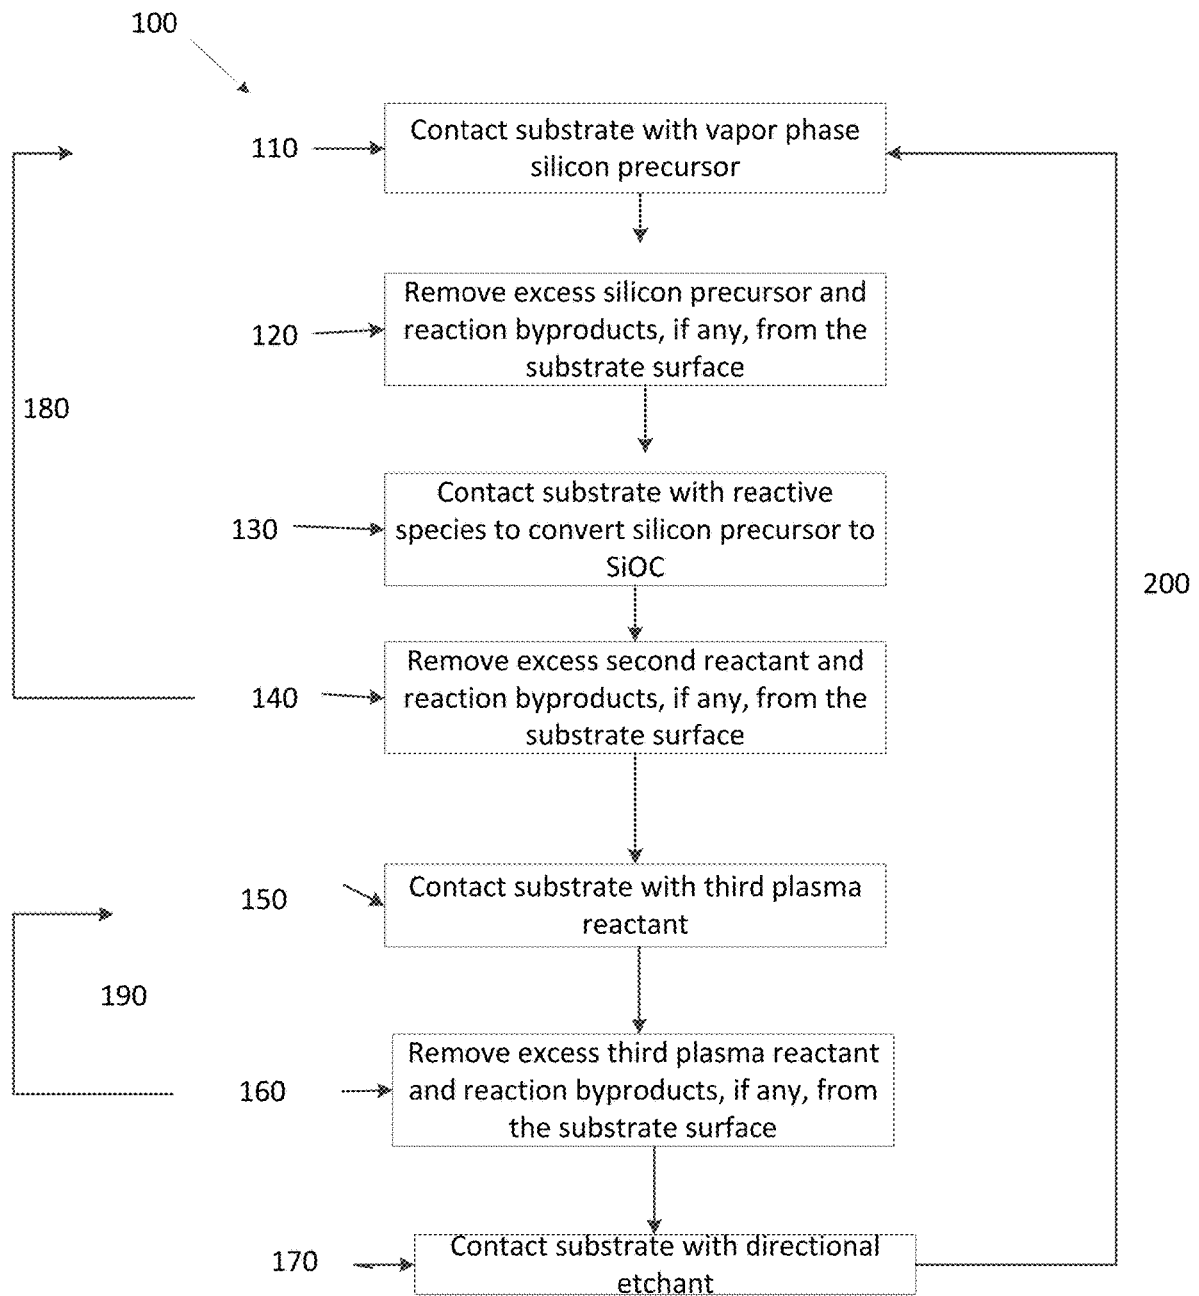 100
110
Contact substrate with vapor phase
silicon precursor
120
Remove excess silicon precursor and
reaction byproducts, if any, from the
substrate surface
180
130
Contact substrate with reactive
species to convert silicon precursor to
SiOC
200
140
Remove excess second reactant and
reaction byproducts, if any, from the
substrate surface
150
Contact substrate with third plasma
reactant
190
160
Remove excess third plasma reactant
and reaction byproducts, if any, from
the substrate surface
170
Contact substrate with directional
etchant